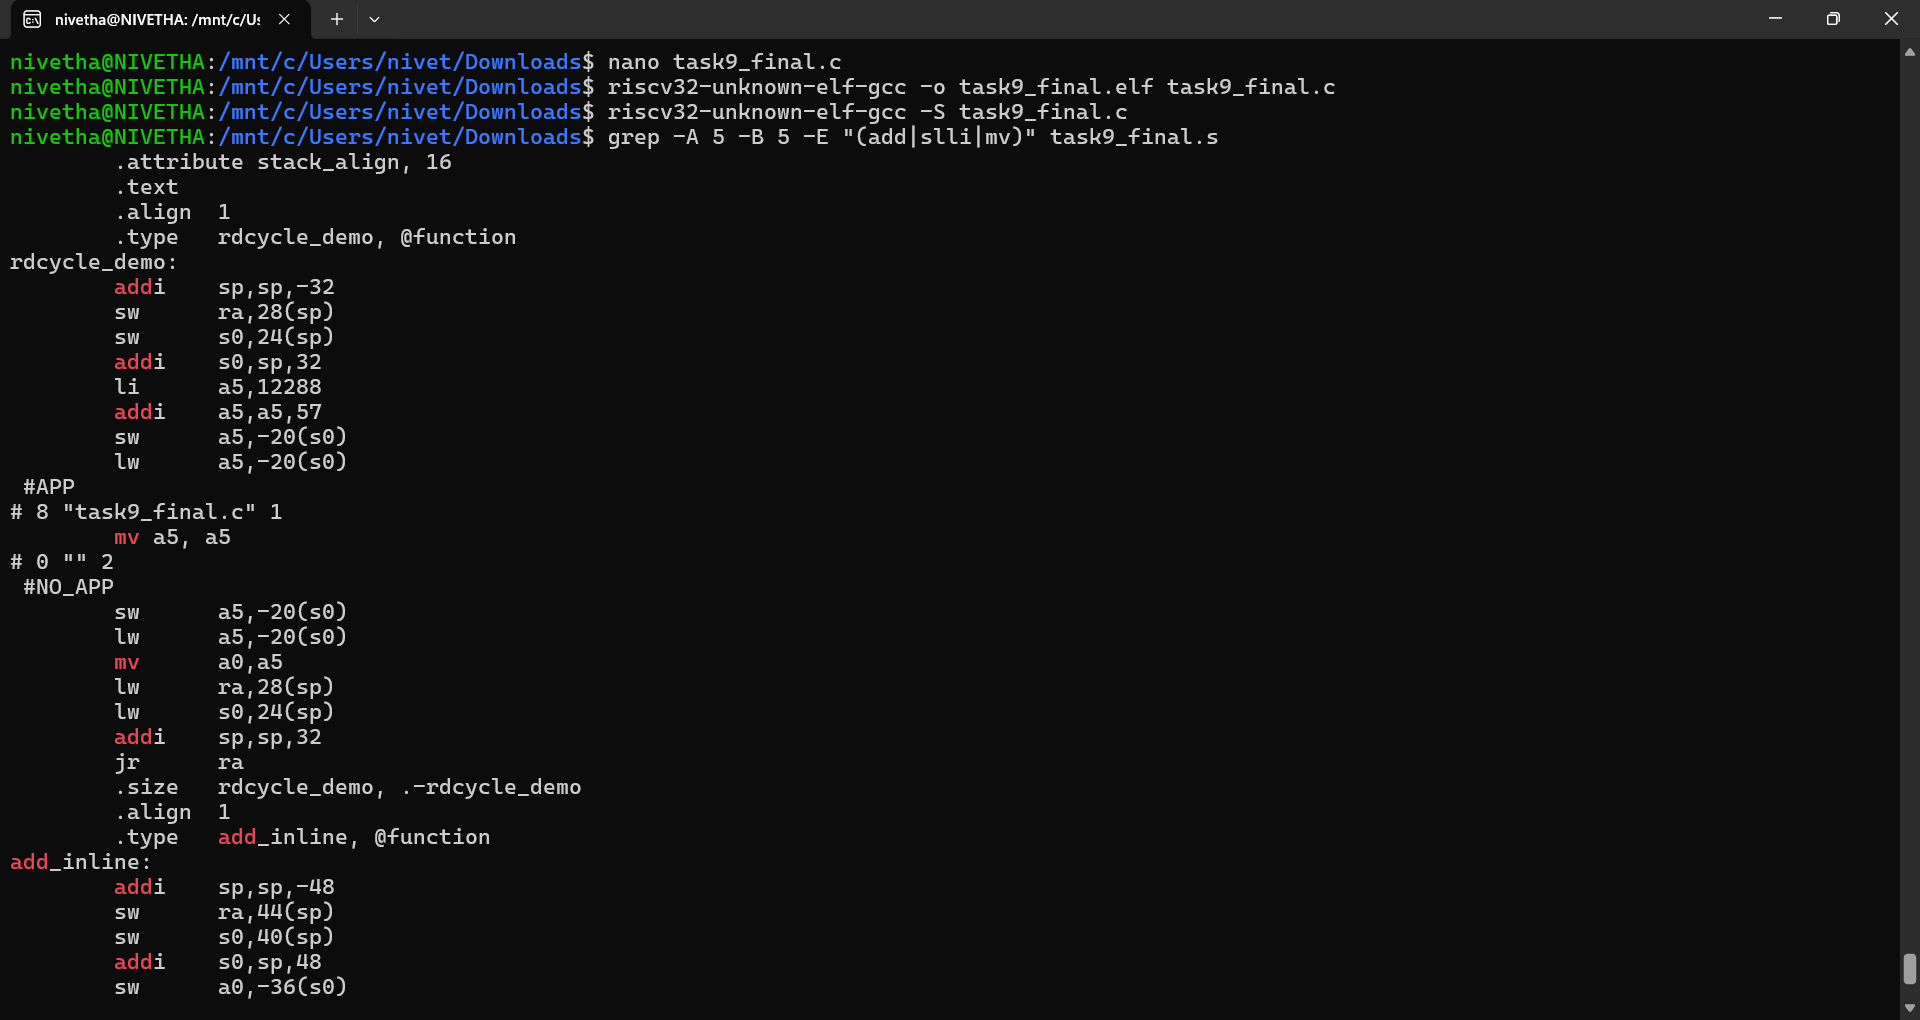 nivetha@NIVETHA: /mnt/c/Us
nivetha@NIVETHA:/mnt/c/Users/nivet/Downloads$ nano task9_final.c
nivetha@NIVETHA:/mnt/c/Users/nivet/Downloads$ riscv32-unknown-elf-gcc -o task9_final.elf task9_final.c
nivetha@NIVETHA:/mnt/c/Users/nivet/Downloads$ riscv32-unknown-elf-gcc -S task9_final.c
nivetha@NIVETHA:/mnt/c/Users/nivet/Downloads$ grep -A 5 -B 5 -E "(add|slli|mv)" task9_final.s
        .attribute stack_align, 16
        .text
        .align  1
        .type   rdcycle_demo, @function
rdcycle_demo:
        addi    sp,sp,-32
        sw      ra,28(sp)
        sw      s0,24(sp)
        addi    s0,sp,32
        li      a5,12288
        addi    a5,a5,57
        sw      a5,-20(s0)
        lw      a5,-20(s0)
 #APP
# 8 "task9_final.c" 1
        mv a5, a5
# 0 "" 2
 #NO_APP
        sw      a5,-20(s0)
        lw      a5,-20(s0)
        mv      a0,a5
        lw      ra,28(sp)
        lw      s0,24(sp)
        addi    sp,sp,32
        jr      ra
        .size   rdcycle_demo, .-rdcycle_demo
        .align  1
        .type   add_inline, @function
add_inline:
        addi    sp,sp,-48
        sw      ra,44(sp)
        sw      s0,40(sp)
        addi    s0,sp,48
        sw      a0,-36(s0)